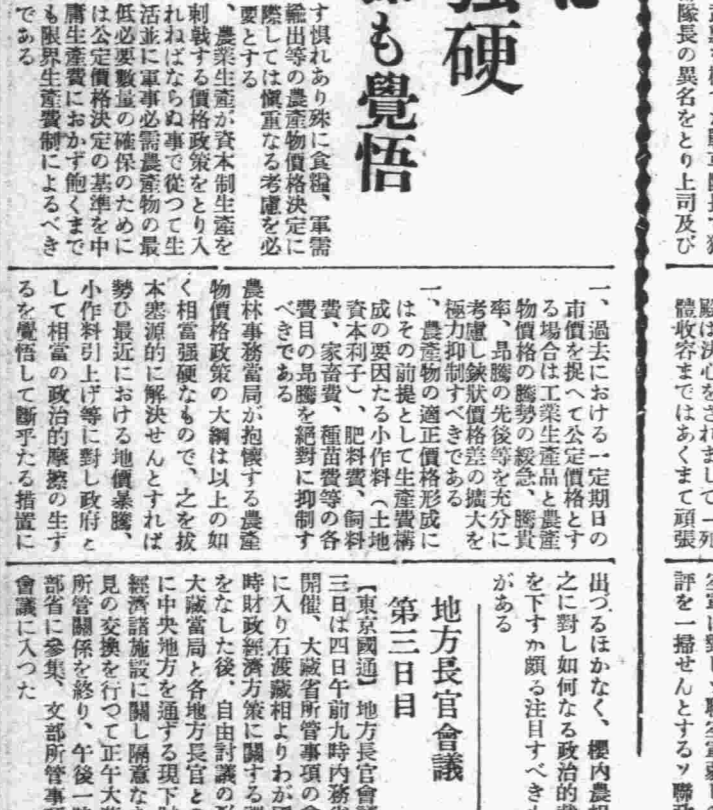 強硬
も覺悟
す惧れあり殊に食糧、軍需
輸出等の農產物價格決定に
際しては愼重なる考慮を必
要とする
、農業生產が資本制生產を
刺戟する價格政策をとり入
れねばならぬ事で從つて生
活並に軍事必需農產物の最
低必要數量の確保のために
は公定價格決定の基準を中
庸生產費におかず飽くまで
も限界生產費制によるべき
である
一、過去における一定期日の
市價を捉へて公定價格とす
る場合は工業生產品と農產
物價格の騰勢の緩急、騰貴
率、昻騰の先後等を充分に
考慮し鋏狀價格差の擴大を
極力抑制すべきである
一、農產物の適正價格形成に
はその前提として生產費構
成の要因たる小作料（土地
資本利子）、肥料費、飼料
費、家畜費、種苗費等の各
費目の昻騰を絕對に抑制す
べきである
農林事務當局が抱懷する農產
物價格政策の大綱は以上の如
く相當强硬なもので、之を拔
本塞源的に解決せんとすれば
勢ひ最近における地價暴騰、
小作料引上げ等に對し政府と
して相當の政治的摩擦の生ず
るを覺悟して斷乎たる措置に
出つるほかなく、櫻內農相
之に對し如何なる政治的
を下すか頗る注目すべき
がある
地方長官會議
第三日目
【東京國通】地方長官會
三日は四日午前九時內務
開催、大藏省所管事項の
に入り石渡藏相よりわが
時財政經濟方策に關する
をなした後、自由討議の
大藏當局と各地方長官と
に中央地方を通ずる現下
經濟諸施設に關し隔意な
見の交換を行つて正午大
所管關係を終り、午後一
部省に參集、文部所管事
會議に入つた
隊長の異名をとり上司及び
體收容まではあくまで頑張
評を一掃せんとするソ聯